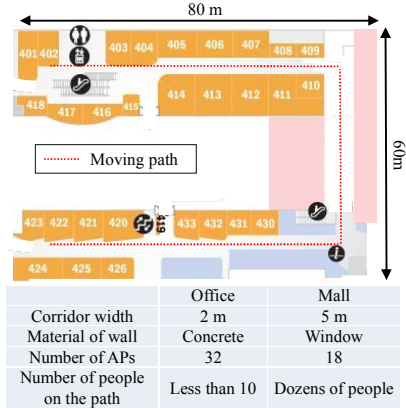 80 m
401 402 403 404 405 406 407 408 409
414 413 412 411 410
418 417 416 415
60m
Moving path
423 422 421 420 419 433 432 431 430
424 425 426
Office Mall
Corridor width 2 m 5 m
Material of wall Concrete Window
Number of APs 32 18
Number of people on the path Less than 10 Dozens of people